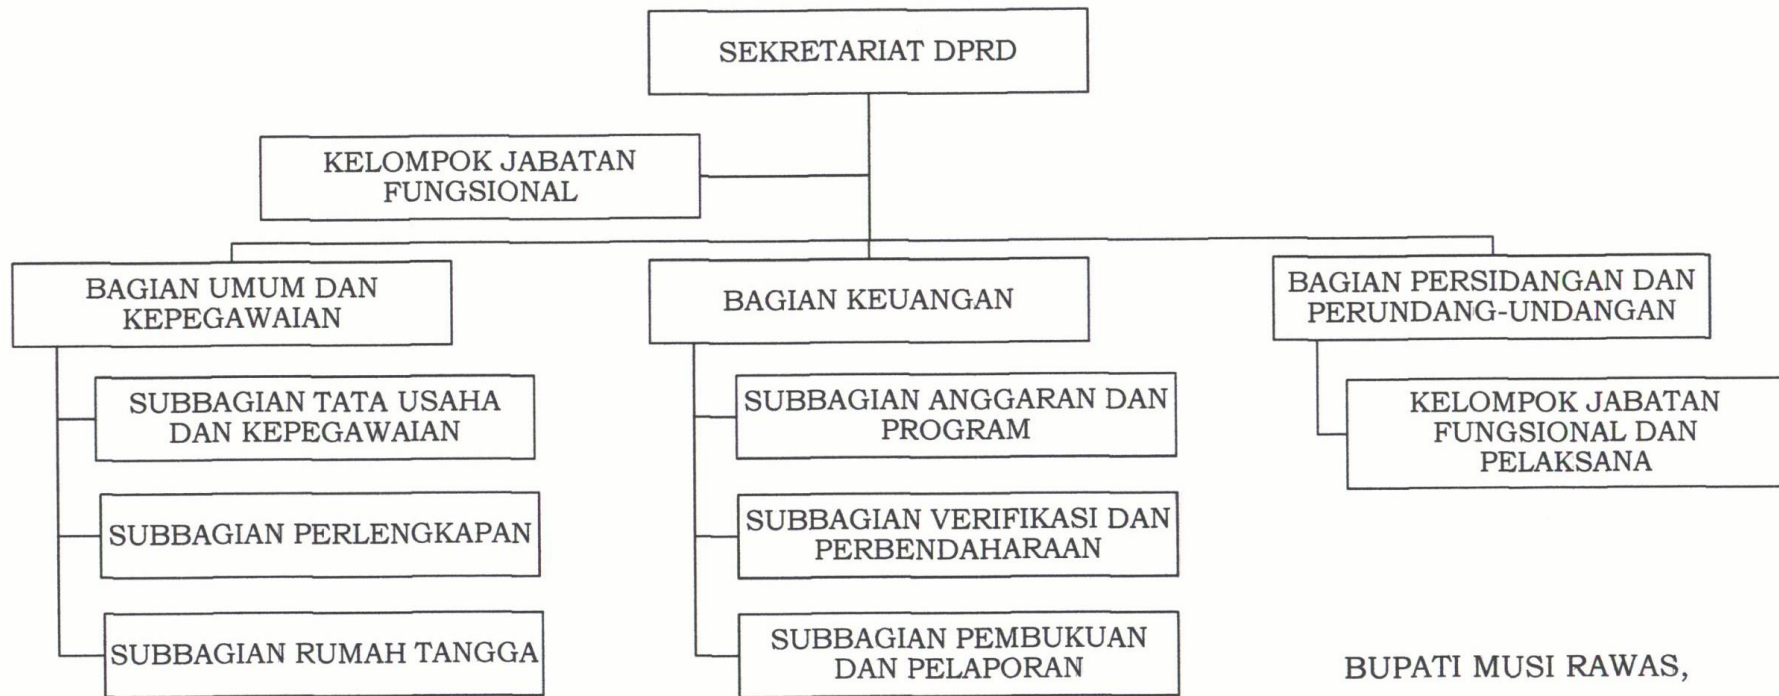 SEKRETARIAT DPRD
KELOMPOK JABATAN
FUNGSIONAL
BAGIAN UMUM DAN
KEPEGAWAIAN
BAGIAN KEUANGAN
BAGIAN PERSIDANGAN DAN
PERUNDANG-UNDANGAN
SUBBAGIAN TATA USAHA
DAN KEPEGAWAIAN
SUBBAGIAN PERLENGKAPAN
SUBBAGIAN RUMAH TANGGA
SUBBAGIAN ANGGARAN DAN
PROGRAM
SUBBAGIAN VERIFIKASI DAN
PERBENDAHARAAN
SUBBAGIAN PEMBUKUAN
DAN PELAPORAN
KELOMPOK JABATAN
FUNGSIONAL DAN
PELAKSANA
BUPATI MUSI RAWAS,